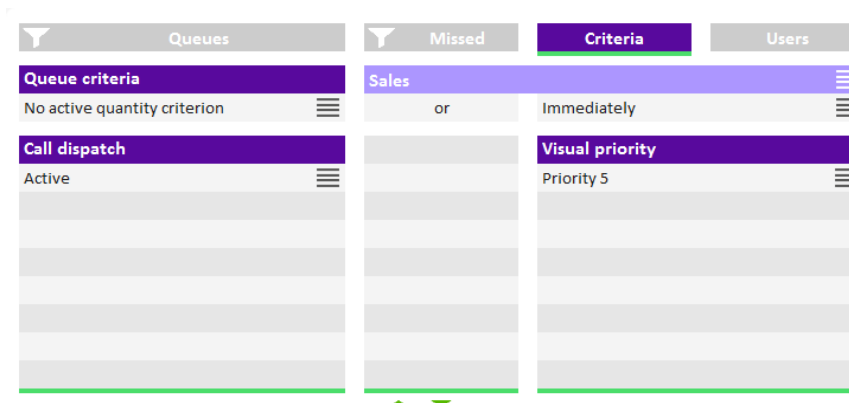 Queues Missed Criteria Users
Queue criteria Sales
No active quantity criterion or Immediately
Call dispatch Visual priority
Active Priority 5